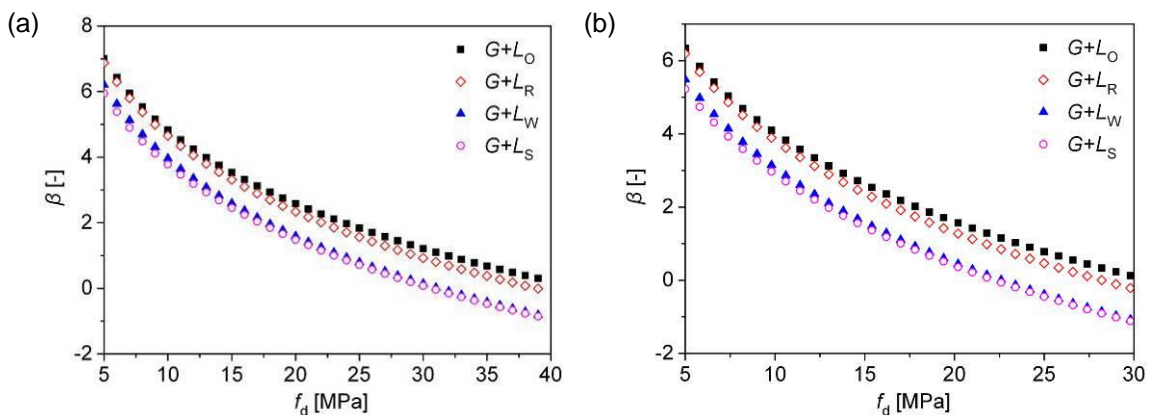 (a)
8
6
4
2
0
-2
β [-]
5 10 15 20 25 30 35 40
f_d [MPa]
G+L_O
G+L_R
G+L_W
G+L_S
(b)
6
4
2
0
-2
β [-]
5 10 15 20 25 30
f_d [MPa]
G+L_O
G+L_R
G+L_W
G+L_S